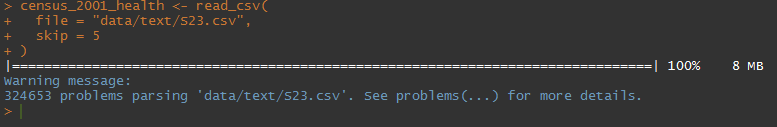 > census_2001_health <- read_csv(
+   file = "data/text/S23.csv",
+   skip = 5
+ )
|================================================================================| 100%    8 MB
Warning message:
324653 problems parsing 'data/text/S23.csv'. See problems(...) for more details.
>